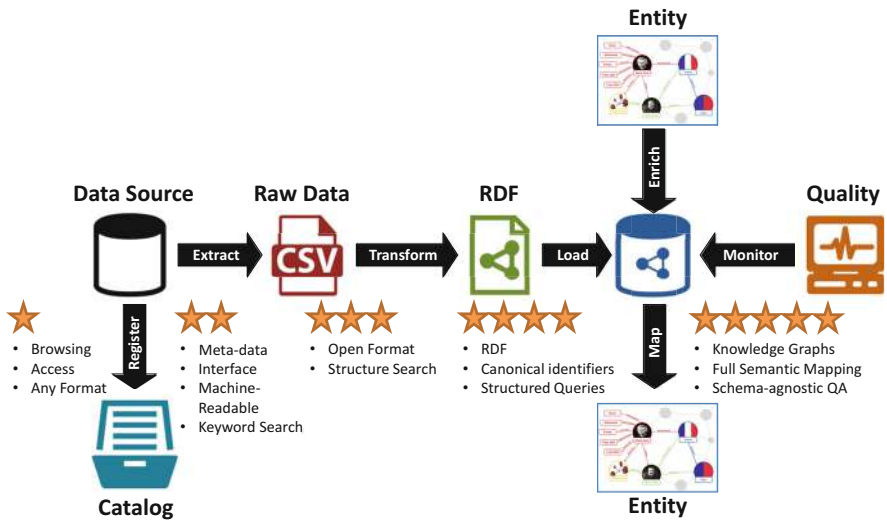 Entity
Enrich
Data Source
Raw Data
RDF
Quality
Extract
CSV
Transform
Load
Monitor
Register
Map
• Browsing
• Access
• Any Format
• Meta-data
• Interface
• Machine-
Readable
• Keyword Search
• Open Format
• Structure Search
• RDF
• Canonical identifiers
• Structured Queries
• Knowledge Graphs
• Full Semantic Mapping
• Schema-agnostic QA
Catalog
Entity